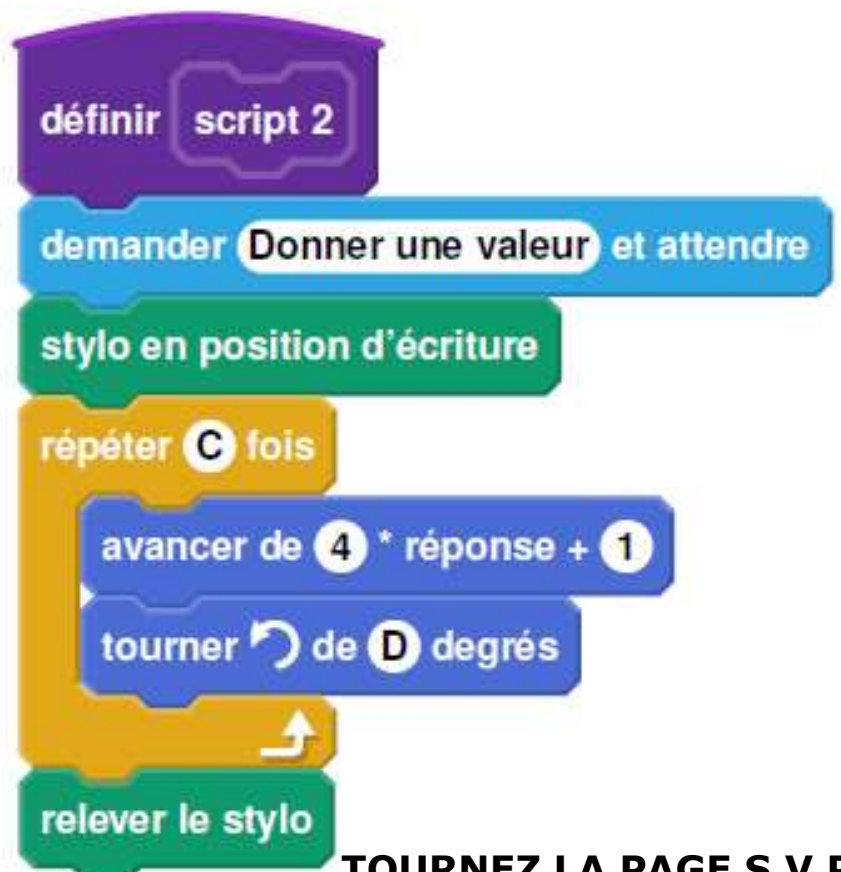 définir script 2
demander Donner une valeur et attendre
stylo en position d'écriture
répéter C fois
avancer de 4 * réponse + 1
tourner de D degrés
relever le stylo
TOURNEZ LA PAGE S.V.P